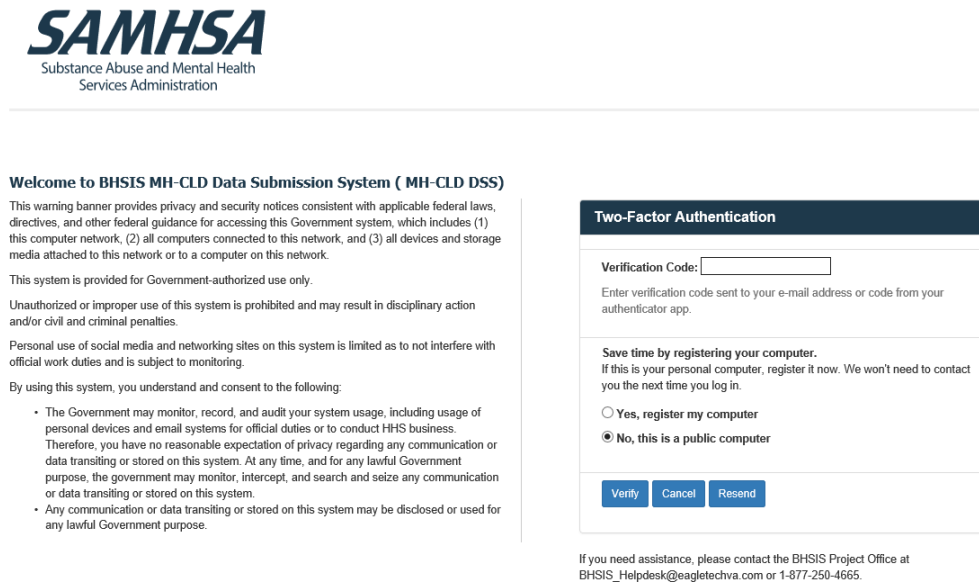 SAMHSA
Substance Abuse and Mental Health
Services Administration
Welcome to BHSIS MH-CLD Data Submission System ( MH-CLD DSS)
This warning banner provides privacy and security notices consistent with applicable federal laws,
directives, and other federal guidance for accessing this Government system, which includes (1)
this computer network, (2) all computers connected to this network, and (3) all devices and storage
media attached to this network or to a computer on this network.
This system is provided for Government-authorized use only.
Unauthorized or improper use of this system is prohibited and may result in disciplinary action
and/or civil and criminal penalties.
Personal use of social media and networking sites on this system is limited as to not interfere with
official work duties and is subject to monitoring.
By using this system, you understand and consent to the following:
• The Government may monitor, record, and audit your system usage, including usage of
personal devices and email systems for official duties or to conduct HHS business.
Therefore, you have no reasonable expectation of privacy regarding any communication or
data transiting or stored on this system. At any time, and for any lawful Government
purpose, the government may monitor, intercept, and search and seize any communication
or data transiting or stored on this system.
• Any communication or data transiting or stored on this system may be disclosed or used for
any lawful Government purpose.
Two-Factor Authentication
Verification Code:
Enter verification code sent to your e-mail address or code from your
authenticator app.
Save time by registering your computer.
If this is your personal computer, register it now. We won't need to contact
you the next time you log in.
Yes, register my computer
No, this is a public computer
Verify Cancel Resend
If you need assistance, please contact the BHSIS Project Office at
BHSIS_Helpdesk@eagletechva.com or 1-877-250-4665.